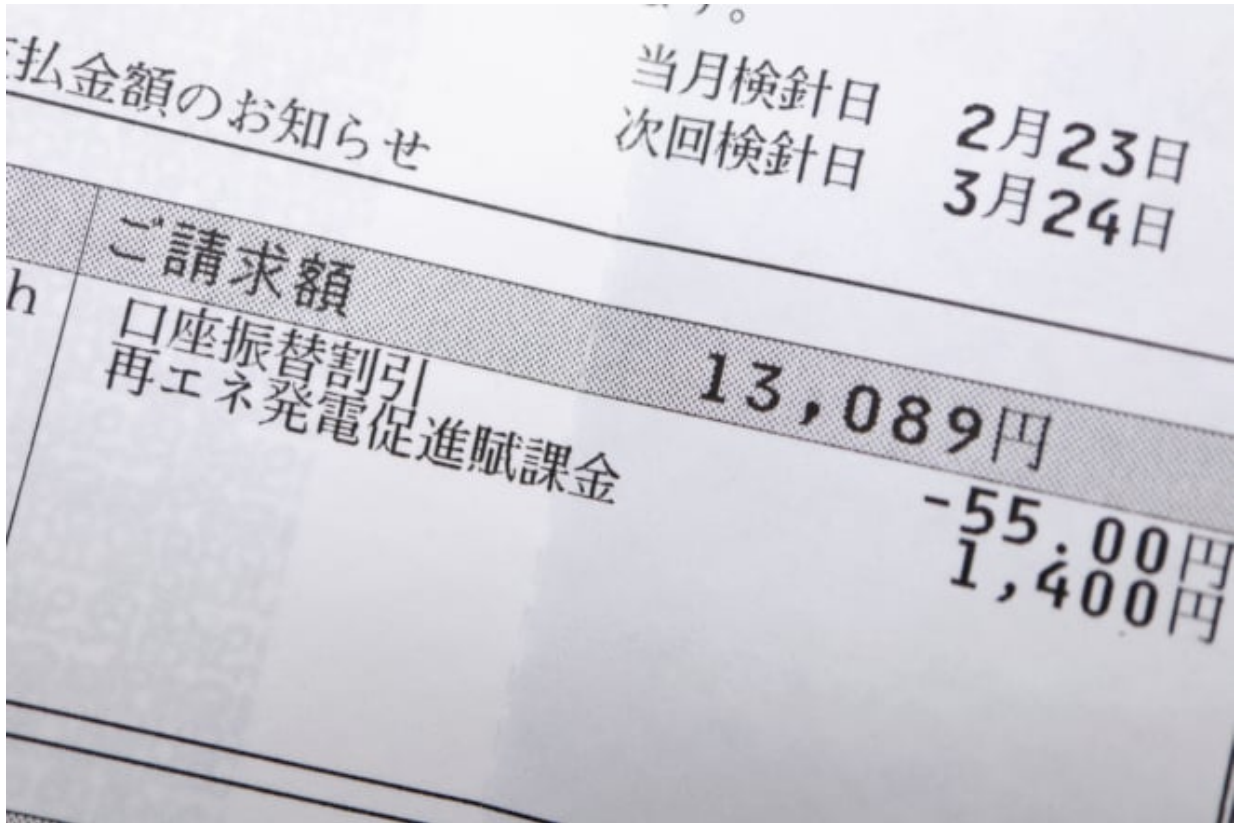 当月検針日 2月23日
次回検針日 3月24日
払金額のお知らせ
ご請求額 13,089円
h
口座振替割引 -55.00円
再エネ発電促進賦課金 1,400円